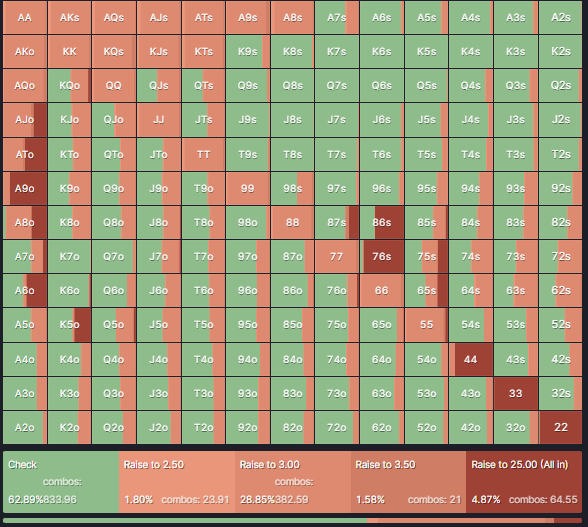 AA AKs AQs AJs ATs A9s A8s A7s A6s A5s A4s A3s A2s
AKo KK KQs KJs KTs K9s K8s K7s K6s K5s K4s K3s K2s
AQo KQo QQ QJs QTs Q9s Q8s Q7s Q6s Q5s Q4s Q3s Q2s
AJo KJo QJo JJ JTs J9s J8s J7s J6s J5s J4s J3s J2s
ATo KTo QTo JTo TT T9s T8s T7s T6s T5s T4s T3s T2s
A9o K9o Q9o J9o T9o 99 98s 97s 96s 95s 94s 93s 92s
A8o K8o Q8o J8o T8o 98o 88 87s 86s 85s 84s 83s 82s
A7o K7o Q7o J7o T7o 97o 87o 77 76s 75s 74s 73s 72s
A6o K6o Q6o J6o T6o 96o 86o 76o 66 65s 64s 63s 62s
A5o K5o Q5o J5o T5o 95o 85o 75o 65o 55 54s 53s 52s
A4o K4o Q4o J4o T4o 94o 84o 74o 64o 54o 44 43s 42s
A3o K3o Q3o J3o T3o 93o 83o 73o 63o 53o 43o 33 32s
A2o K2o Q2o J2o T2o 92o 82o 72o 62o 52o 42o 32o 22
Check Raise to 2.50 Raise to 3.00 Raise to 3.50 Raise to 25.00 (All in)
combos: combos:
62.89%833.96 1.80% combos: 23.91 28.85%382.59 1.58% combos: 21 4.87% combos: 64.55